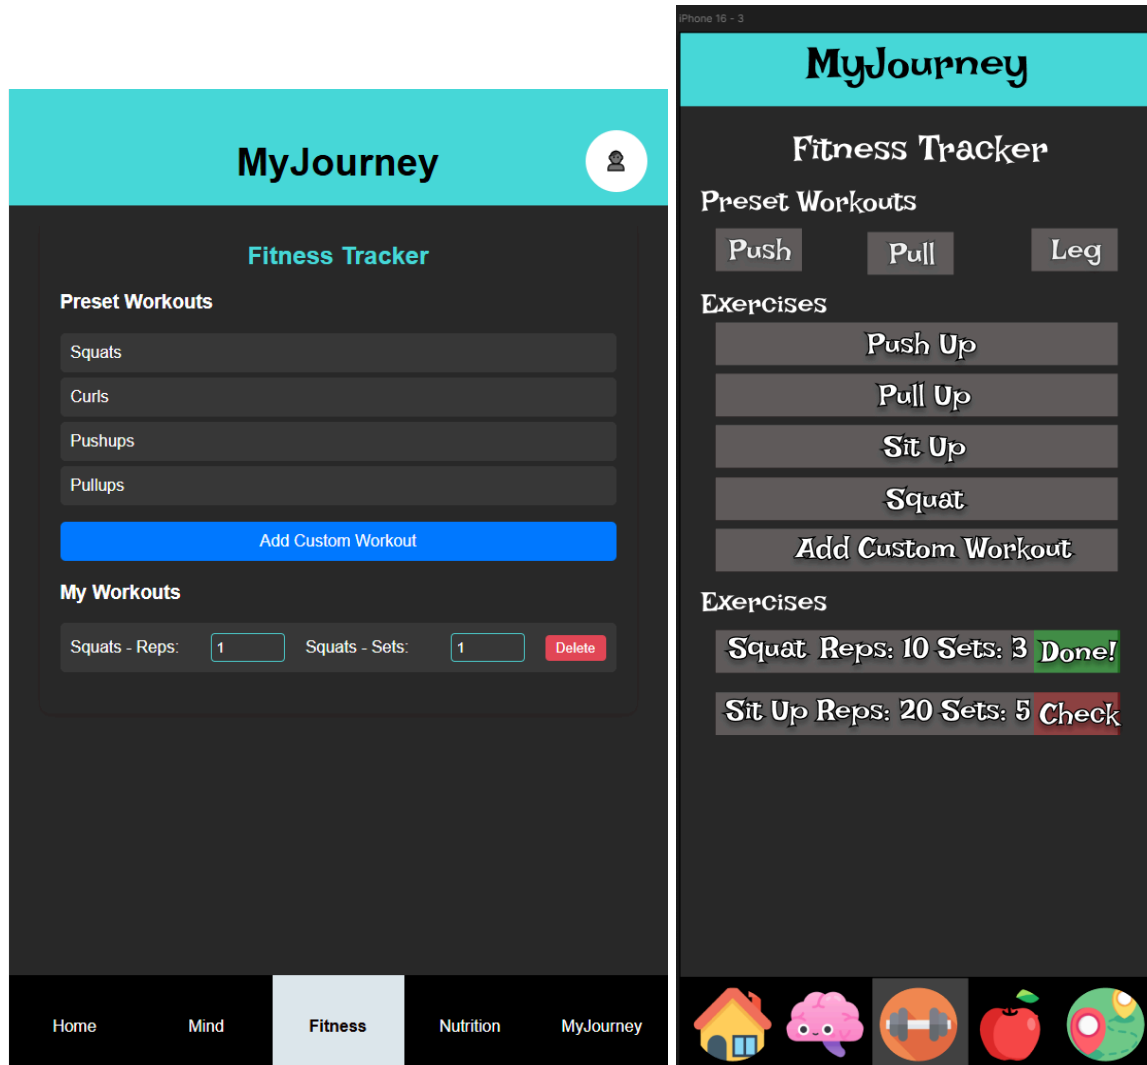 MyJourney
Fitness Tracker
Preset Workouts
Squats
Curls
Pushups
Pullups
Add Custom Workout
My Workouts
Squats - Reps: 1 Squats - Sets: 1 Delete
Home Mind Fitness Nutrition MyJourney
iPhone 16 - 3
MyJourney
Fitness Tracker
Preset Workouts
Push Pull Leg
Exercises
Push Up
Pull Up
Sit Up
Squat
Add Custom Workout
Exercises
Squat Reps: 10 Sets: 3 Done!
Sit Up Reps: 20 Sets: 5 Check